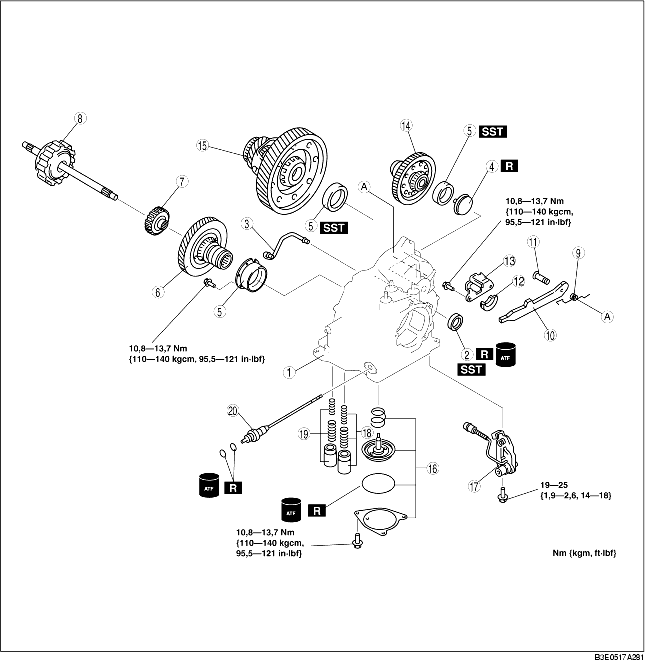 8
15
14
5 SST
4 R
7
A
10,8—13,7 Nm
{110—140 kgcm,
95,5—121 in·lbf}
5
SST
3
11
9
13
12
6
5
A
10
2 R ATF
SST
10,8—13,7 Nm
{110—140 kgcm, 95,5—121 in·lbf}
1
20
19
18
16
17
ATF R
ATF R
19—25
{1,9—2,6, 14—18}
10,8—13,7 Nm
{110—140 kgcm,
95,5—121 in·lbf}
Nm {kgm, ft·lbf}
B3E0517A281